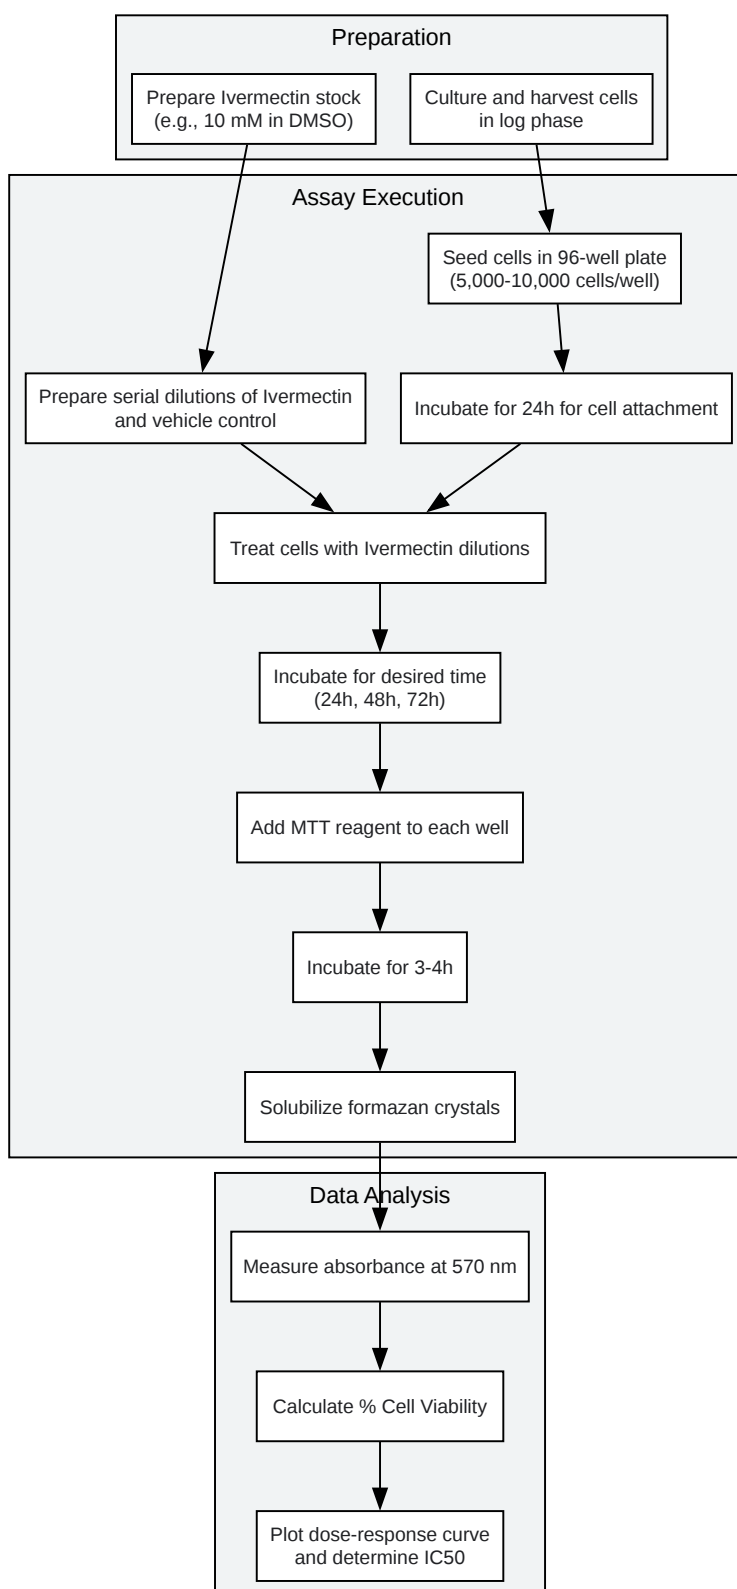 Preparation
Prepare Ivermectin stock
(e.g., 10 mM in DMSO)
Culture and harvest cells
in log phase
Assay Execution
Seed cells in 96-well plate
(5,000-10,000 cells/well)
Prepare serial dilutions of Ivermectin
and vehicle control
Incubate for 24h for cell attachment
Treat cells with Ivermectin dilutions
Incubate for desired time
(24h, 48h, 72h)
Add MTT reagent to each well
Incubate for 3-4h
Solubilize formazan crystals
Data Analysis
Measure absorbance at 570 nm
Calculate % Cell Viability
Plot dose-response curve
and determine IC50